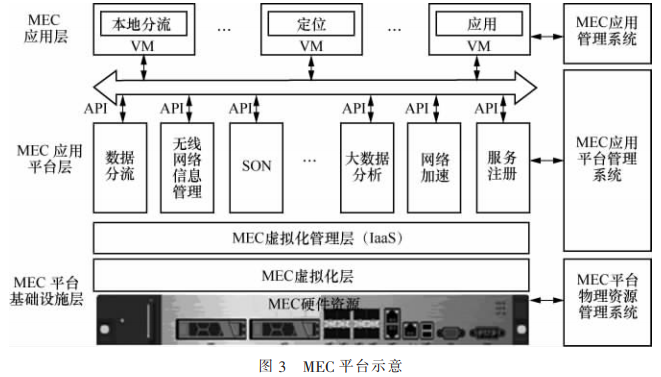 MEC
应用层
本地分流
VM
…
定位
VM
…
应用
VM
MEC应用
管理系统
API
API
API
API
API
API
MEC 应用
平台层
数据
分流
无线
网络
信息
管理
SON
…
大数据
分析
网络
加速
服务
注册
MEC应用
平台管理
系统
MEC虚拟化管理层（IaaS）
MEC 平台
基础设施层
MEC虚拟化层
MEC硬件资源
MEC平台
物理资源
管理系统
图 3　MEC 平台示意